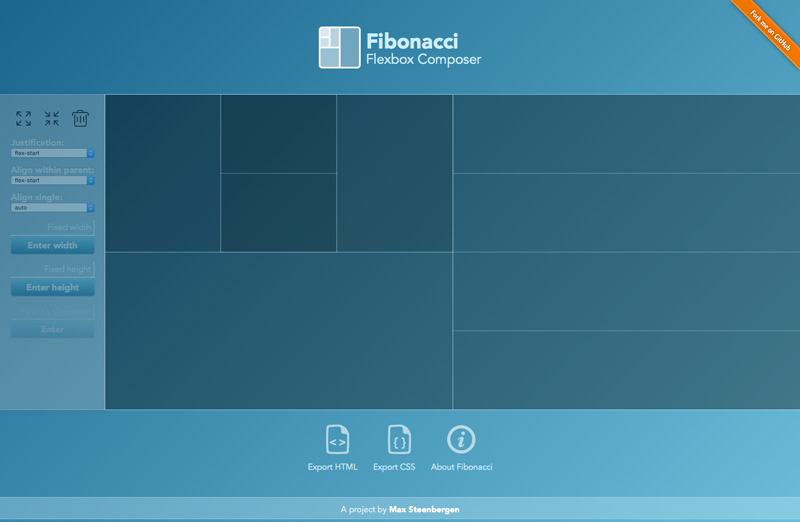 Fibonacci
Flexbox Composer
Fork me on GitHub
Justification:
flex-start
Align within parent:
flex-start
Align single:
auto
Fixed width
Enter width
Fixed height
Enter height
Enter
Export HTML
Export CSS
About Fibonacci
A project by Max Steenbergen